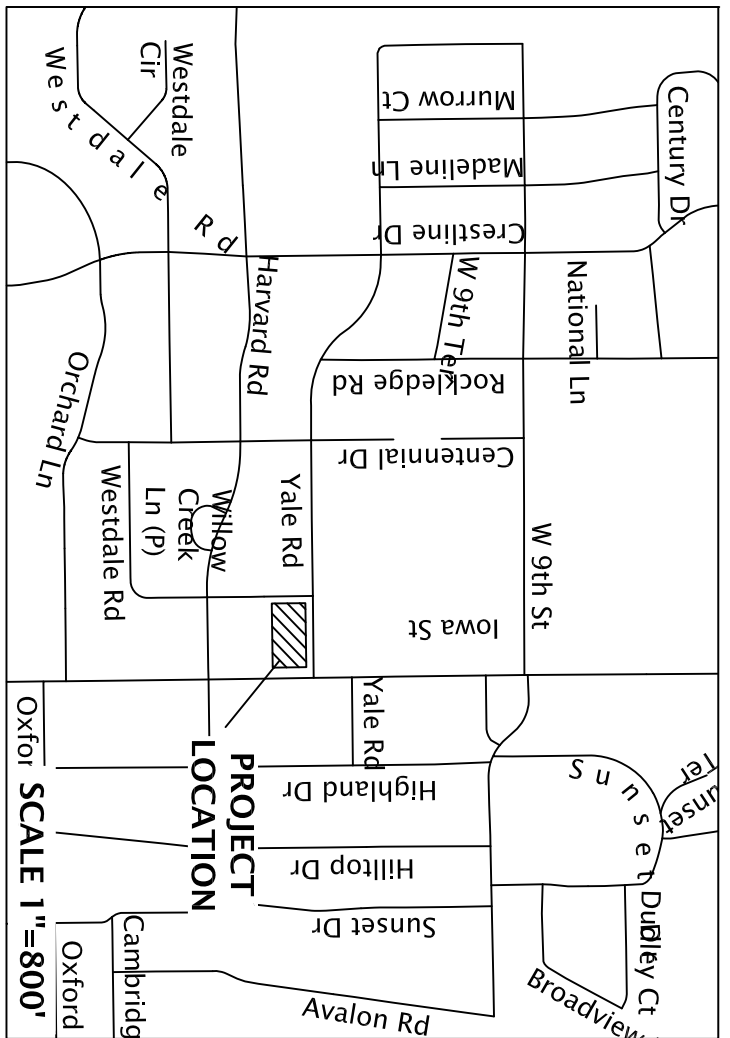 Westdale
Cir
Westdale Rd
Murrow Ct
Madeline Ln
Crestline Dr
Century Dr
Harvard Rd
W 9th Ter
National Ln
Orchard Ln
Rockledge Rd
Centennial Dr
Westdale Rd
Willow
Creek
Ln (P)
Yale Rd
W 9th St
Iowa St
Oxfor
Yale Rd
PROJECT
LOCATION
Highland Dr
Hilltop Dr
Sunset Dr
Sunset
unset
Ter
SCALE 1"=800'
Oxford
Cambridg
Avalon Rd
Dudley Ct
Broadview